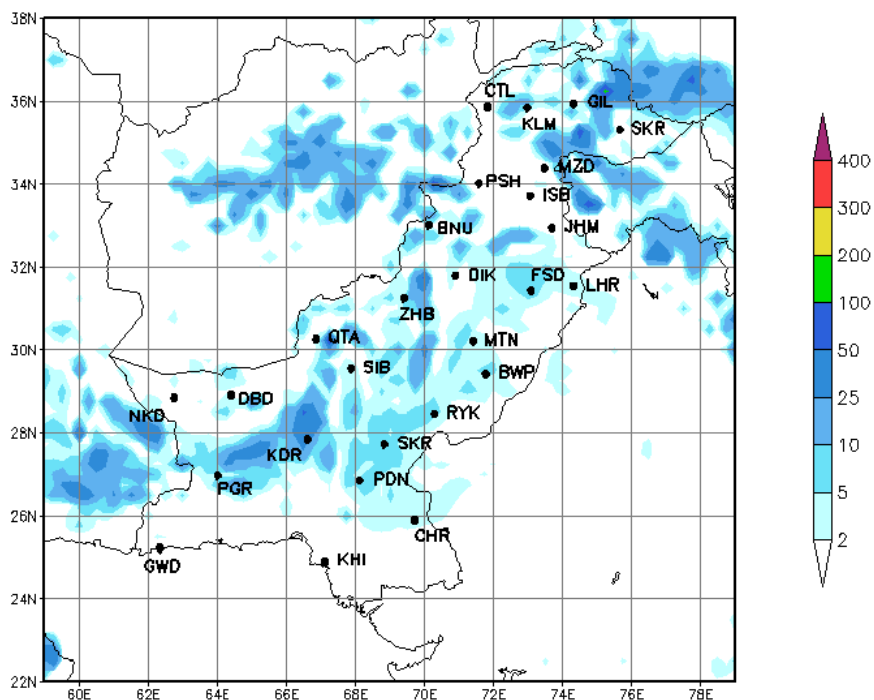 38N
36N
34N
32N
30N
28N
26N
24N
22N
60E 62E 64E 66E 68E 70E 72E 74E 76E 78E
CTL
KLM
GIL
SKR
MZD
PSH
ISB
BNU
JHM
DIK
FSD
LHR
ZHB
QTA
MTN
SIB
BWP
NKD
DBD
RYK
KDR
SKR
PGR
PDN
CHR
GWD
KHI
400
300
200
100
50
25
10
5
2